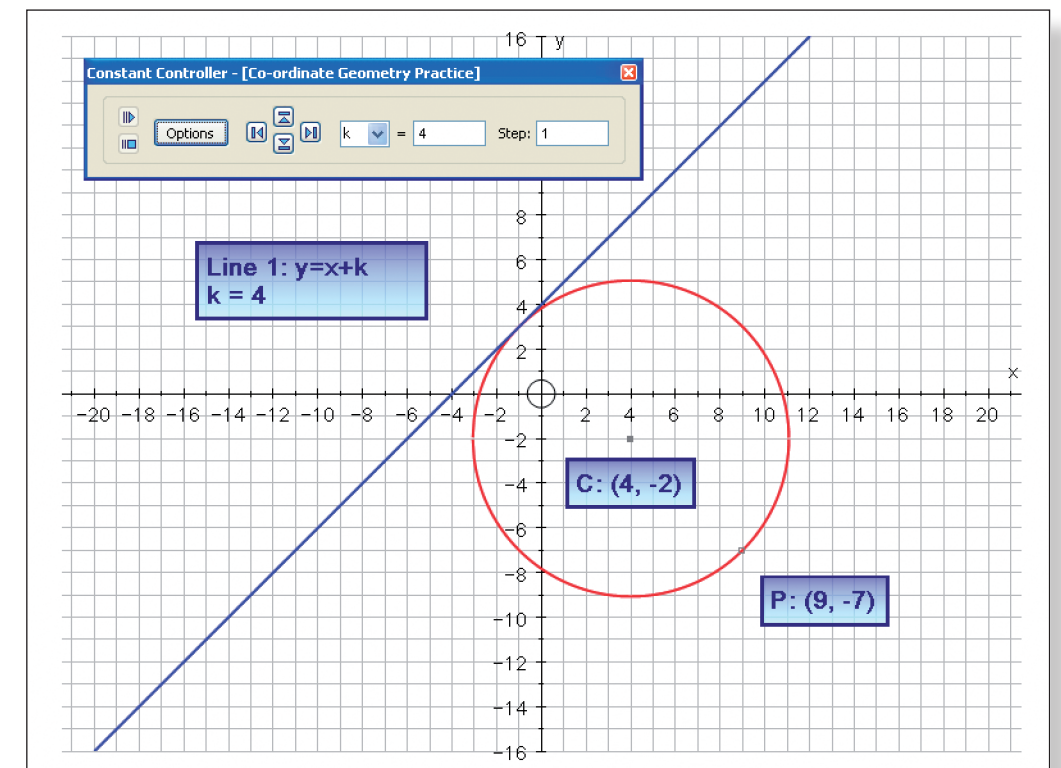 16 y
Constant Controller - [Co-ordinate Geometry Practice]
Options k = 4 Step: 1
8
Line 1: y=x+k
k = 4
6
4
2
x
−20 −18 −16 −14 −12 −10 −8 −6 −4 −2 2 4 6 8 10 12 14 16 18 20
−2
C: (4, -2)
−4
−6
−8
P: (9, -7)
−10
−12
−14
−16